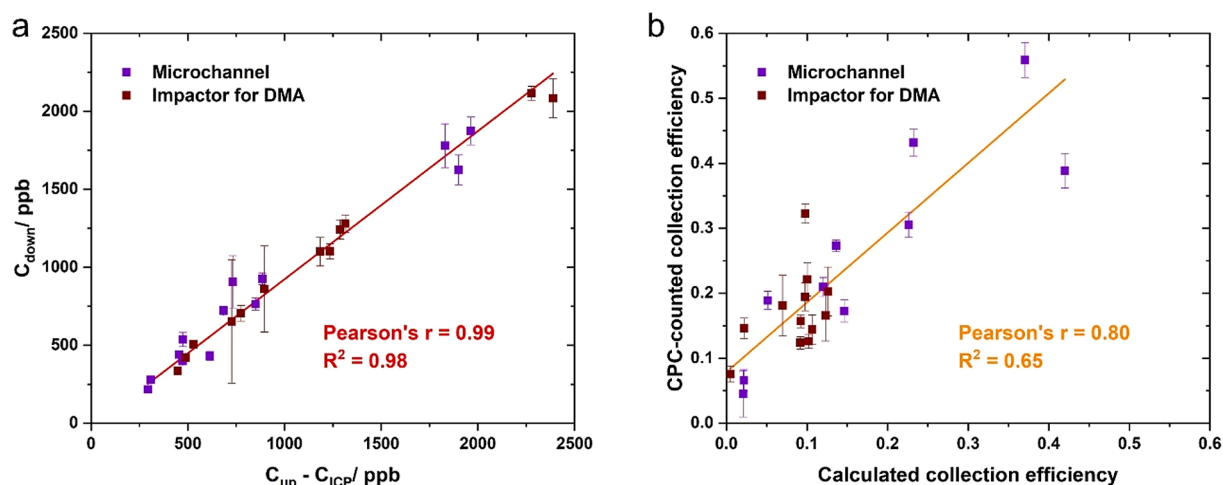 a
2500
2000
1500
1000
500
0
C_down/ ppb
Microchannel
Impactor for DMA
Pearson's r = 0.99
R² = 0.98
0 500 1000 1500 2000 2500
C_up - C_ICP/ ppb
b
0.6
0.5
0.4
0.3
0.2
0.1
0.0
CPC-counted collection efficiency
Microchannel
Impactor for DMA
Pearson's r = 0.80
R² = 0.65
0.0 0.1 0.2 0.3 0.4 0.5 0.6
Calculated collection efficiency